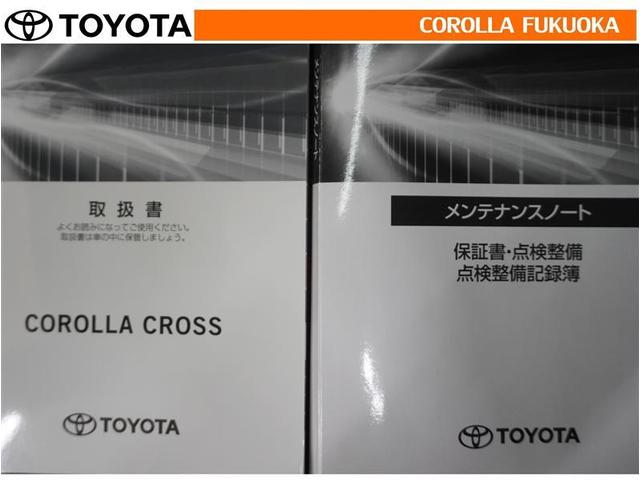 TOYOTA
COROLLA FUKUOKA
取扱書
よくお読みになってご使用ください。
取扱書は車の中に保管しましょう。
COROLLA CROSS
TOYOTA
メンテナンスノート
保証書・点検整備
点検整備記録簿
TOYOTA